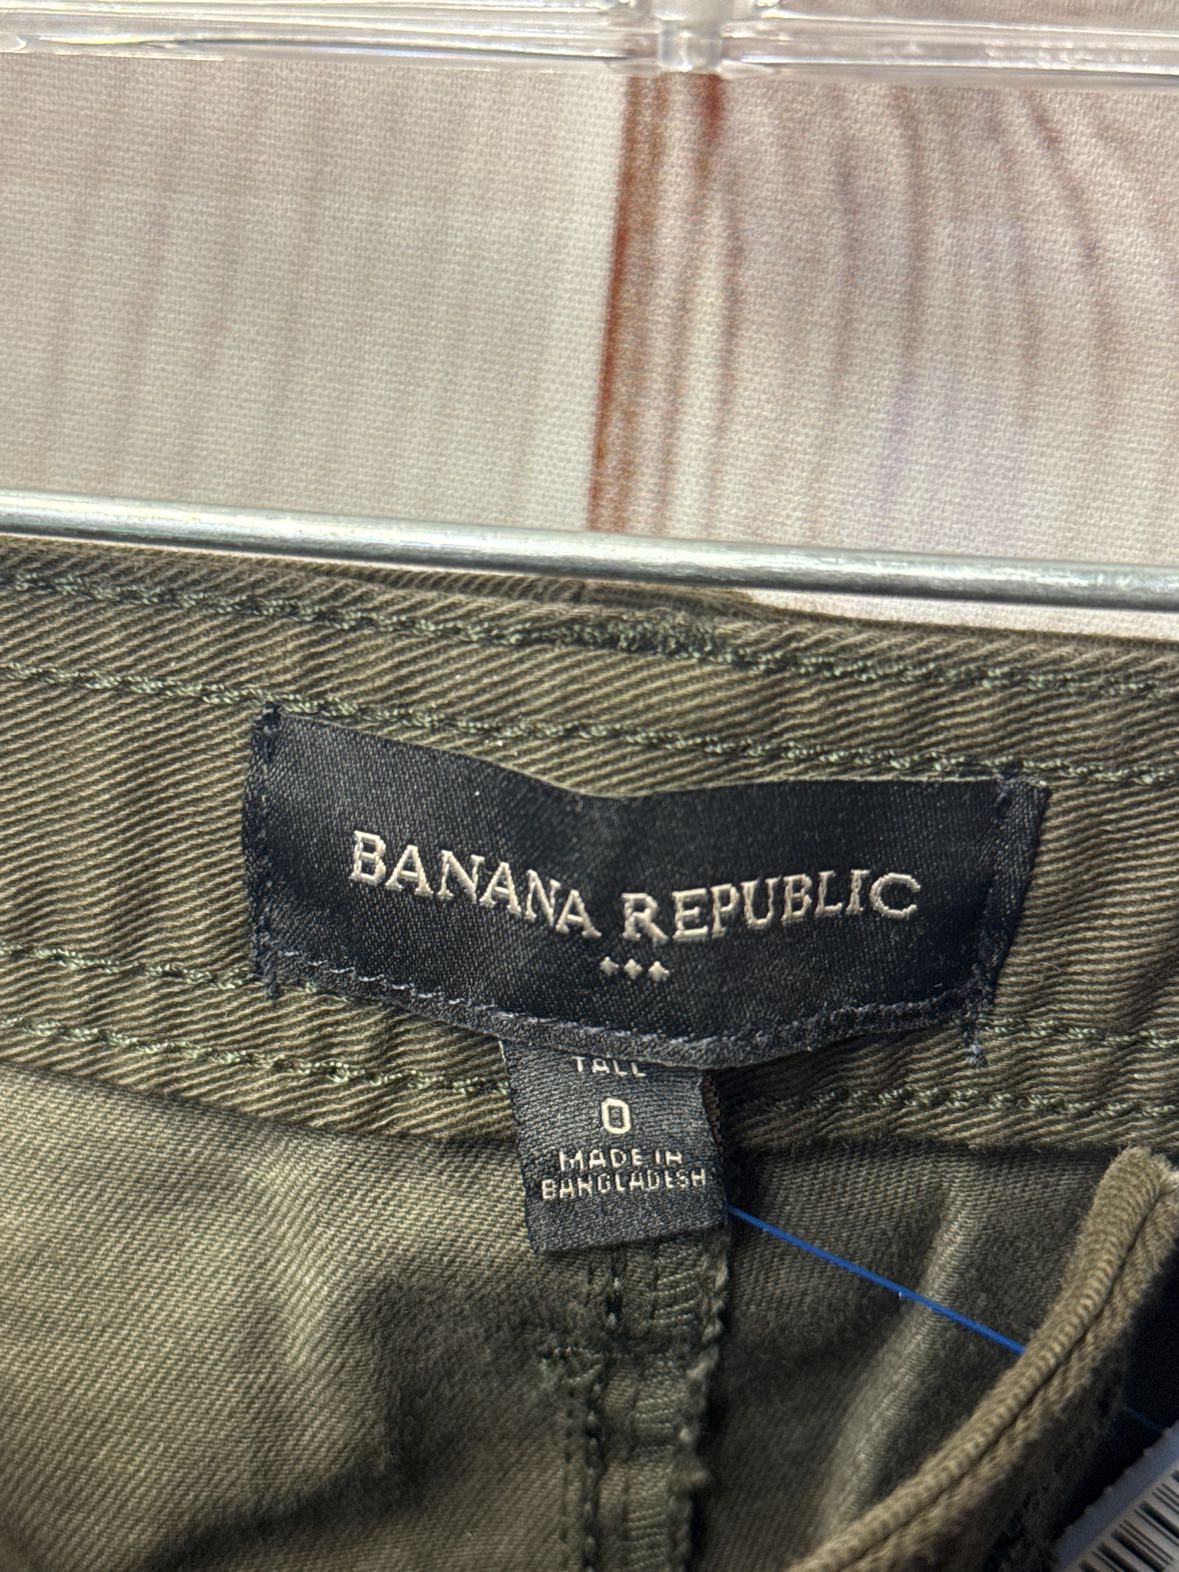 BANANA REPUBLIC
TALL
0
MADE IN
BANGLADESH